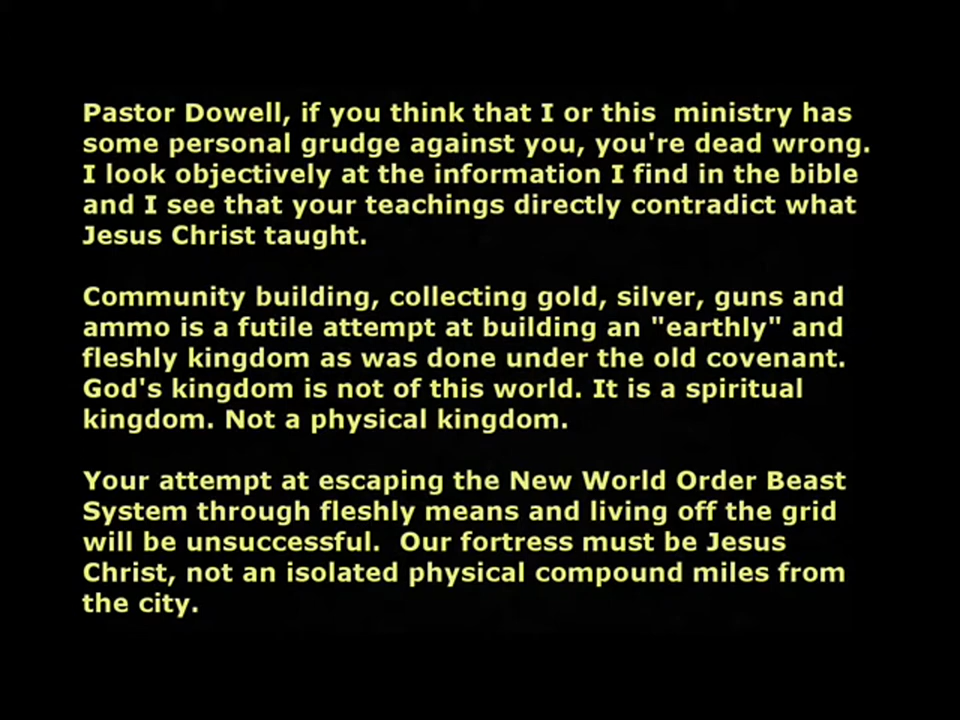 Pastor Dowell, if you think that I or this  ministry has
some personal grudge against you, you're dead wrong.
I look objectively at the information I find in the bible
and I see that your teachings directly contradict what
Jesus Christ taught.
Community building, collecting gold, silver, guns and
ammo is a futile attempt at building an "earthly" and
fleshly kingdom as was done under the old covenant.
God's kingdom is not of this world. It is a spiritual
kingdom. Not a physical kingdom.
Your attempt at escaping the New World Order Beast
System through fleshly means and living off the grid
will be unsuccessful.  Our fortress must be Jesus
Christ, not an isolated physical compound miles from
the city.